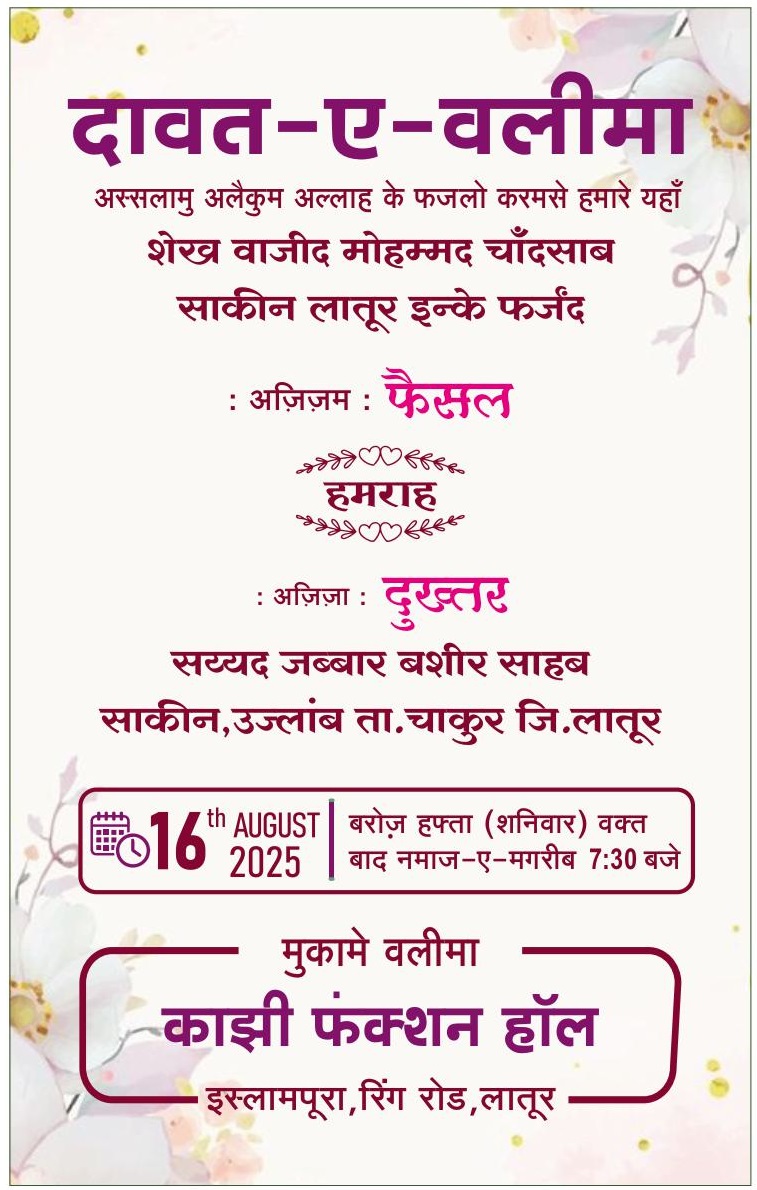 दावत-ए-वलीमा
अस्सलामु अलैकुम अल्लाह के फजलो करमसे हमारे यहाँ
शेख वाजीद मोहम्मद चाँदसाब
साकीन लातूर इन्के फर्जंद
: अज़िज़म : फैसल
हमराह
: अज़िज़ा : दुख्तर
सय्यद जब्बार बशीर साहब
साकीन,उज्लांब ता.चाकुर जि.लातूर
16th AUGUST
2025
बरोज़ हफ्ता (शनिवार) वक्त
बाद नमाज-ए-मगरीब 7:30 बजे
मुकामे वलीमा
काझी फंक्शन हॉल
इस्लामपूरा,रिंग रोड,लातूर